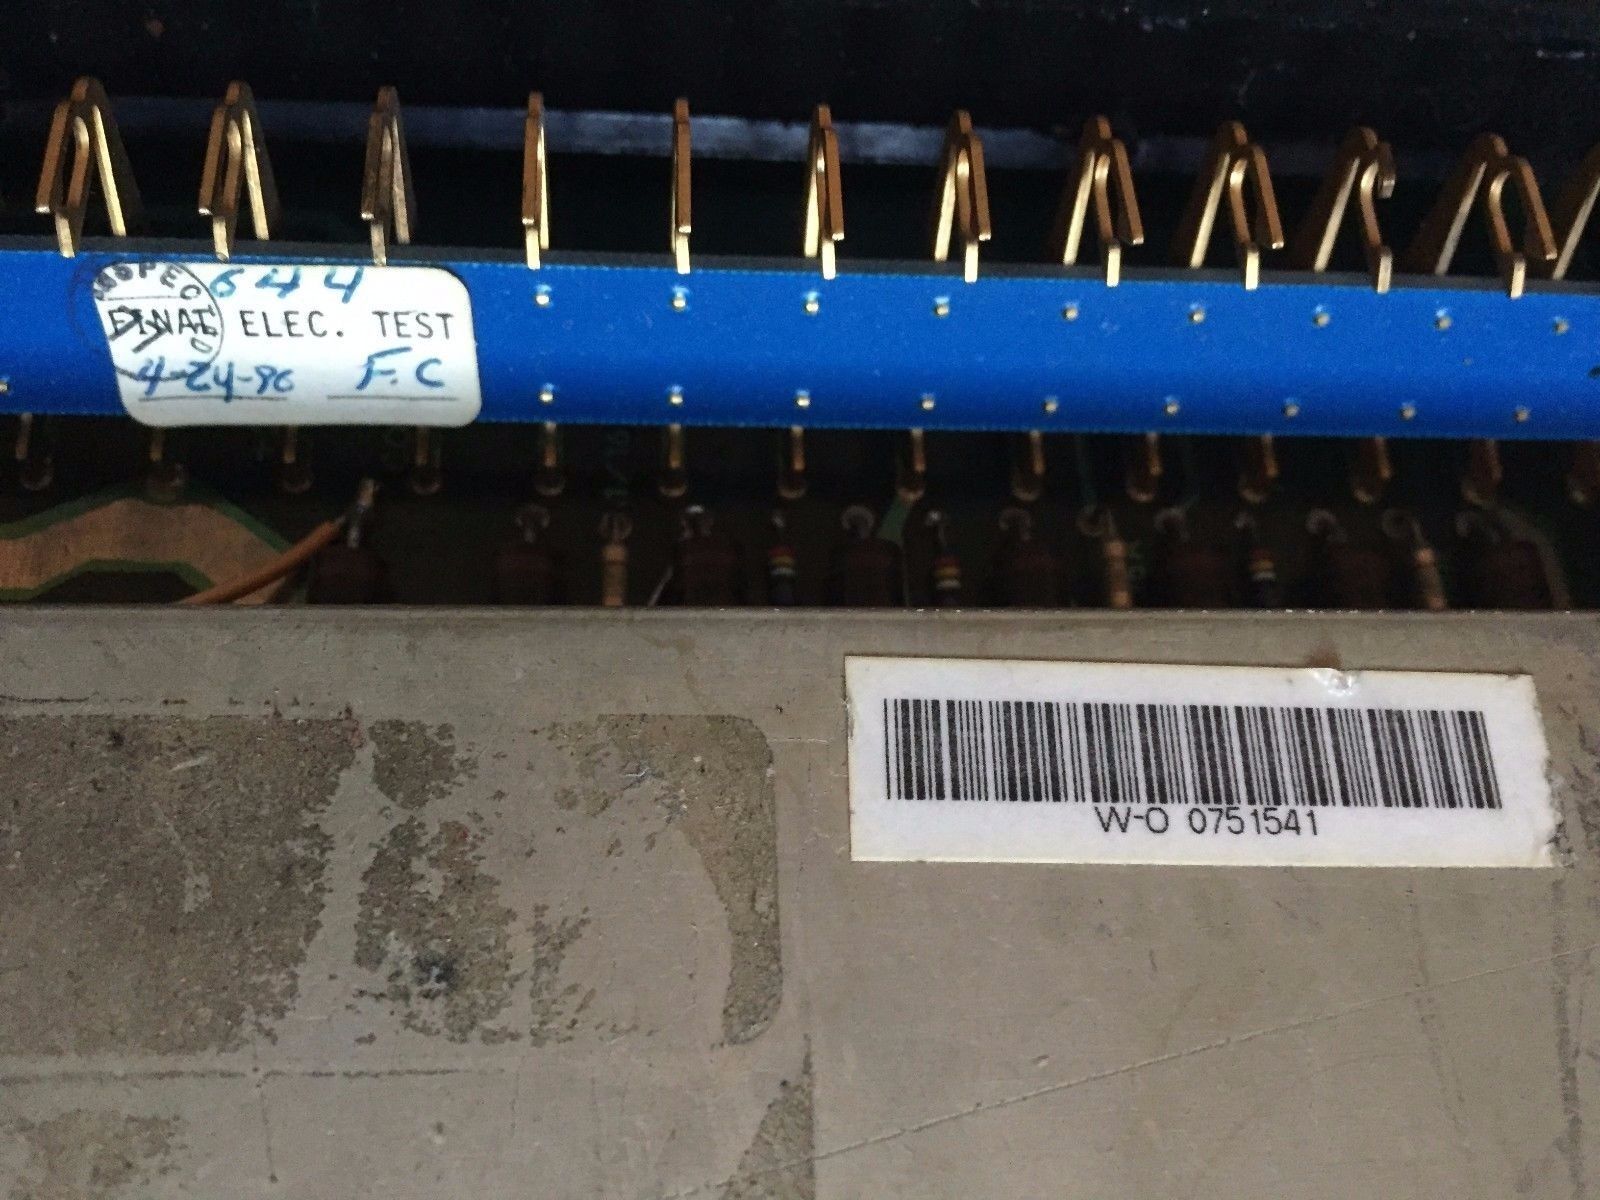 644
FINAL ELEC. TEST
4-24-86 F.C
W-O 0751541